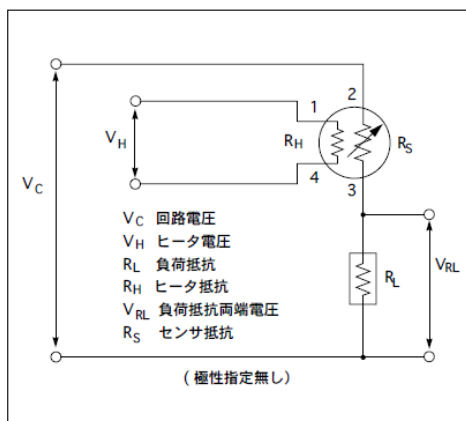 2
1
V_H
R_H
R_S
4
3
V_C
V_C 回路電圧
V_H ヒータ電圧
R_L 負荷抵抗
R_H ヒータ抵抗
V_RL 負荷抵抗両端電圧
R_S センサ抵抗
R_L
V_RL
(極性指定無し)